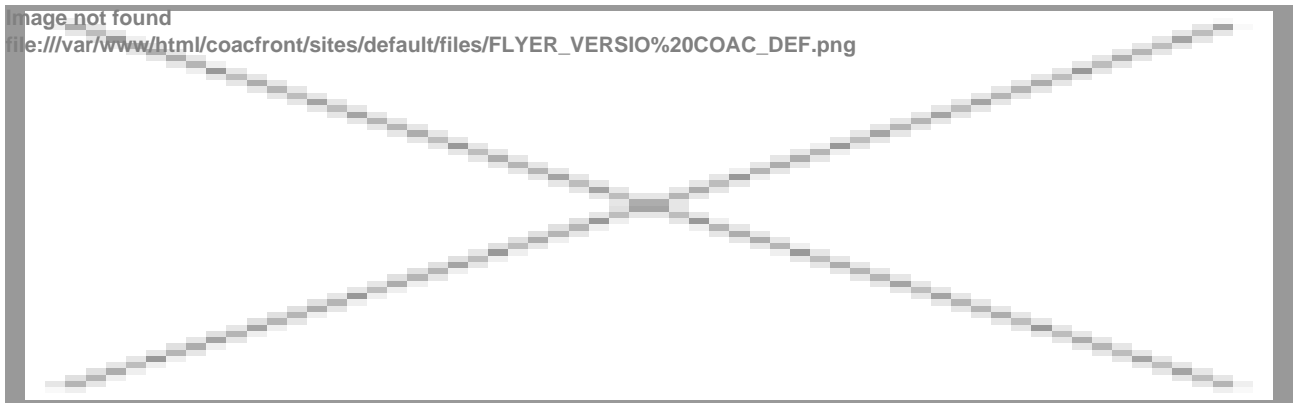 Image not found
file:///var/www/html/coacfront/sites/default/files/FLYER_VERSIO%20COAC_DEF.png